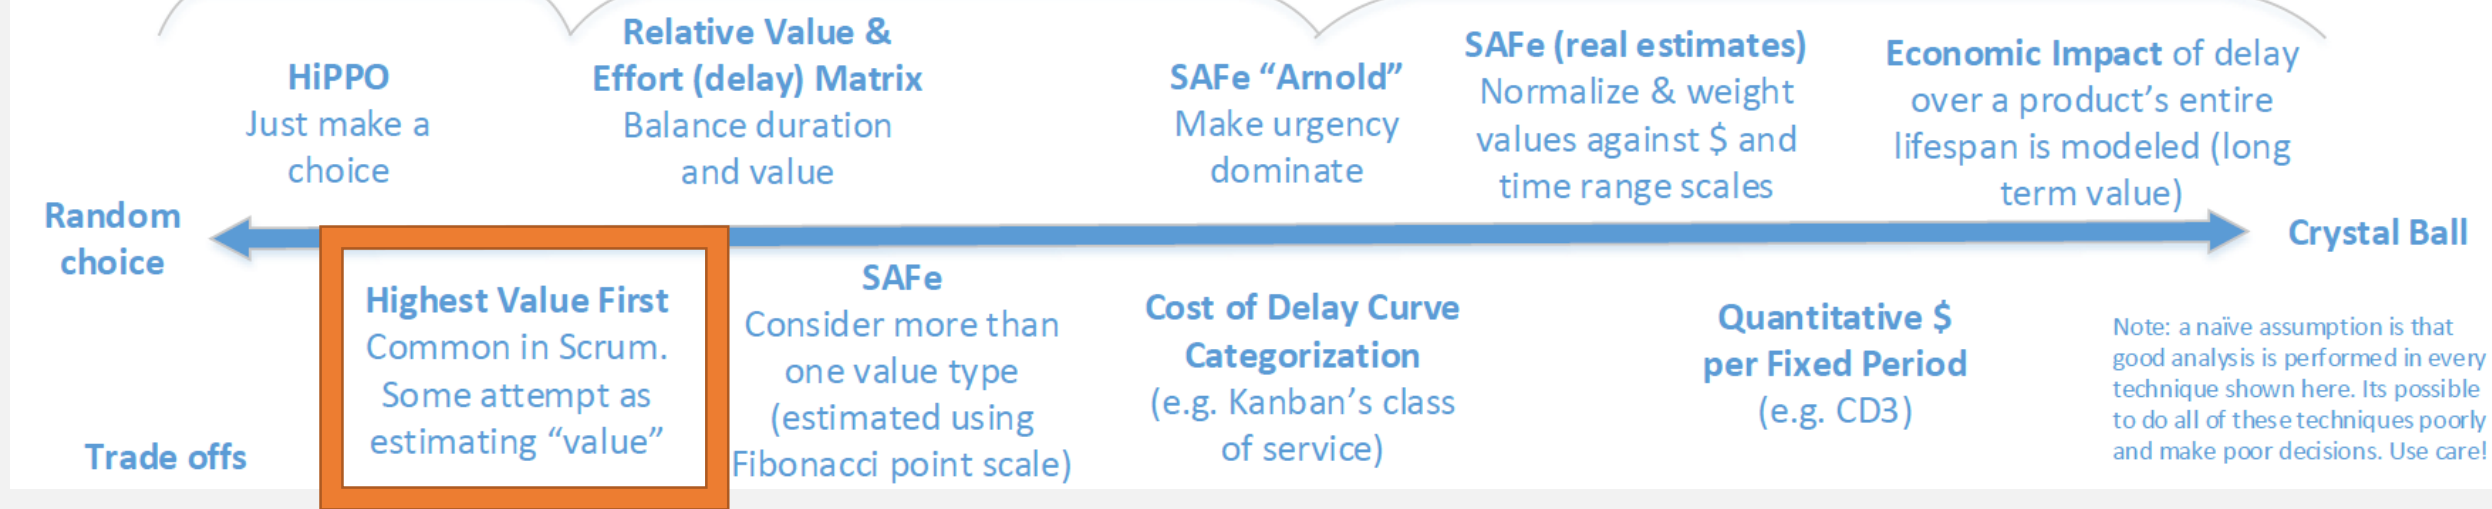 HiPPO
Just make a
choice
Relative Value &
Effort (delay) Matrix
Balance duration
and value
SAFe “Arnold”
Make urgency
dominate
SAFe (real estimates)
Normalize & weight
values against $ and
time range scales
Economic Impact of delay
over a product’s entire
lifespan is modeled (long
term value)
Random
choice
Crystal Ball
Highest Value First
Common in Scrum.
Some attempt as
estimating “value”
SAFe
Consider more than
one value type
(estimated using
Fibonacci point scale)
Cost of Delay Curve
Categorization
(e.g. Kanban’s class
of service)
Quantitative $
per Fixed Period
(e.g. CD3)
Note: a naïve assumption is that
good analysis is performed in every
technique shown here. Its possible
to do all of these techniques poorly
and make poor decisions. Use care!
Trade offs